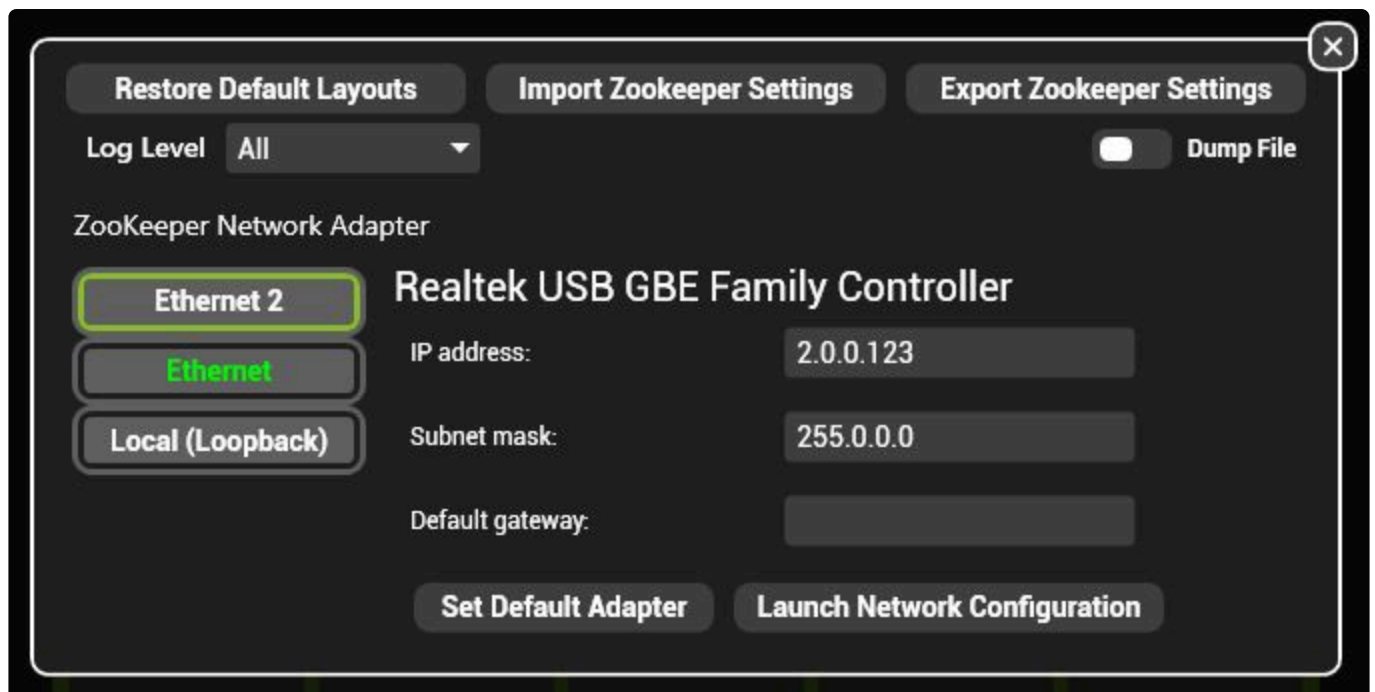 Restore Default Layouts Import Zookeeper Settings Export Zookeeper Settings
Log Level All Dump File
ZooKeeper Network Adapter
Ethernet 2 Realtek USB GBE Family Controller
IP address: 2.0.0.123
Ethernet
Subnet mask: 255.0.0.0
Local (Loopback)
Default gateway:
Set Default Adapter Launch Network Configuration